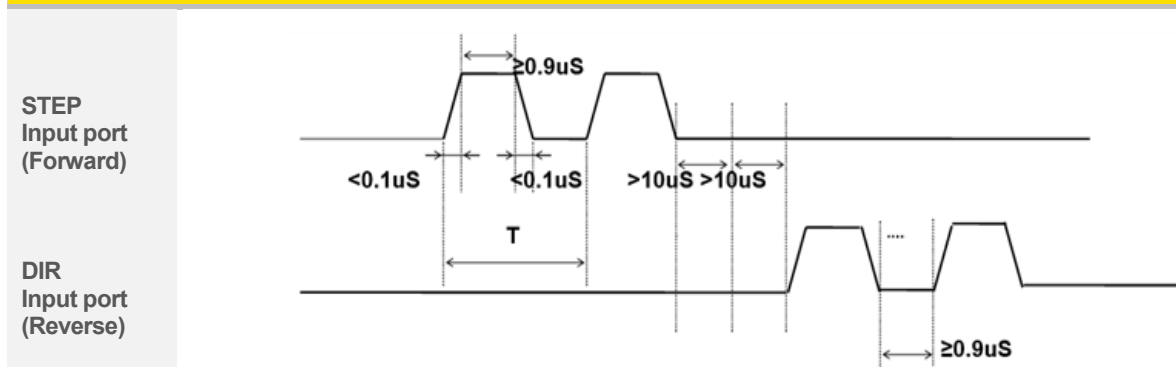 STEP
Input port
(Forward)
≥0.9uS
<0.1uS
<0.1uS
>10uS
>10uS
T
DIR
Input port
(Reverse)
....
≥0.9uS